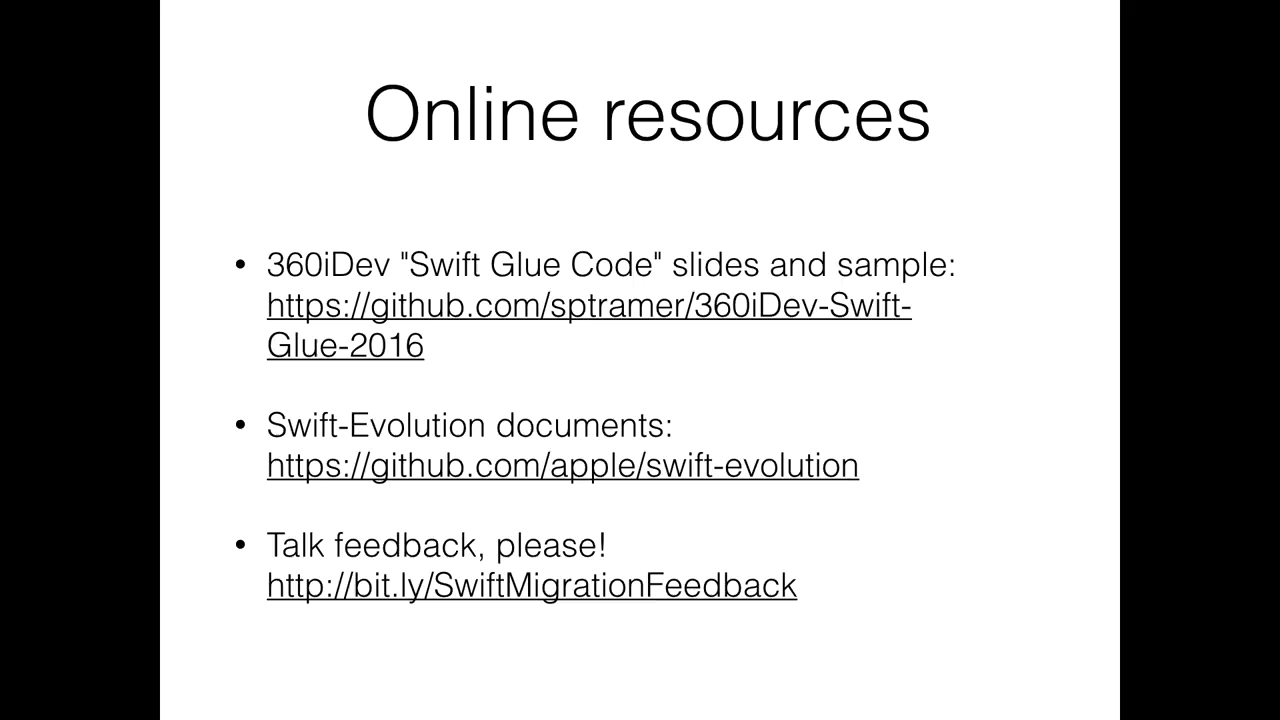 Online resources
• 360iDev "Swift Glue Code" slides and sample:
https://github.com/sptramer/360iDev-Swift-
Glue-2016
• Swift-Evolution documents:
https://github.com/apple/swift-evolution
• Talk feedback, please!
http://bit.ly/SwiftMigrationFeedback